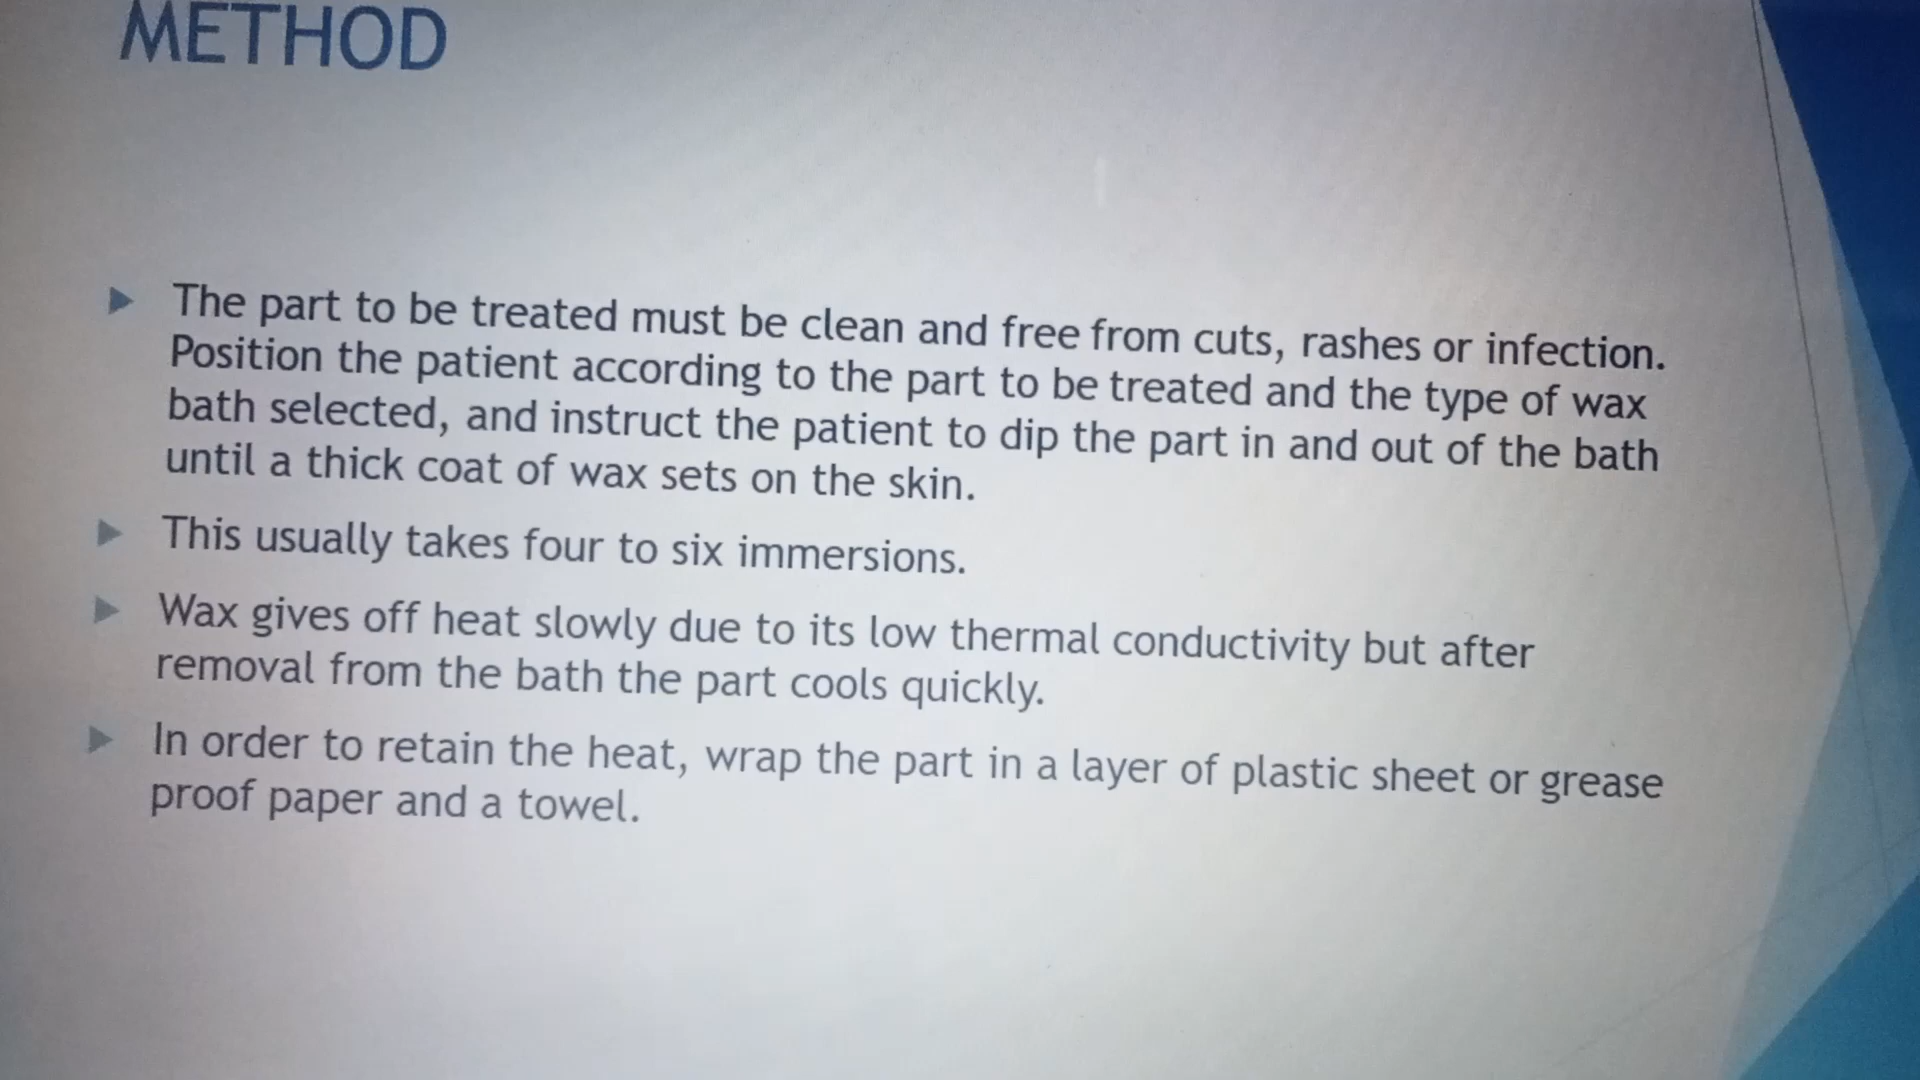 METHOD
The part to be treated must be clean and free from cuts, rashes or infection.
Position the patient according to the part to be treated and the type of wax
bath selected, and instruct the patient to dip the part in and out of the bath
until a thick coat of wax sets on the skin.
This usually takes four to six immersions.
Wax gives off heat slowly due to its low thermal conductivity but after
removal from the bath the part cools quickly.
In order to retain the heat, wrap the part in a layer of plastic sheet or grease
proof paper and a towel.